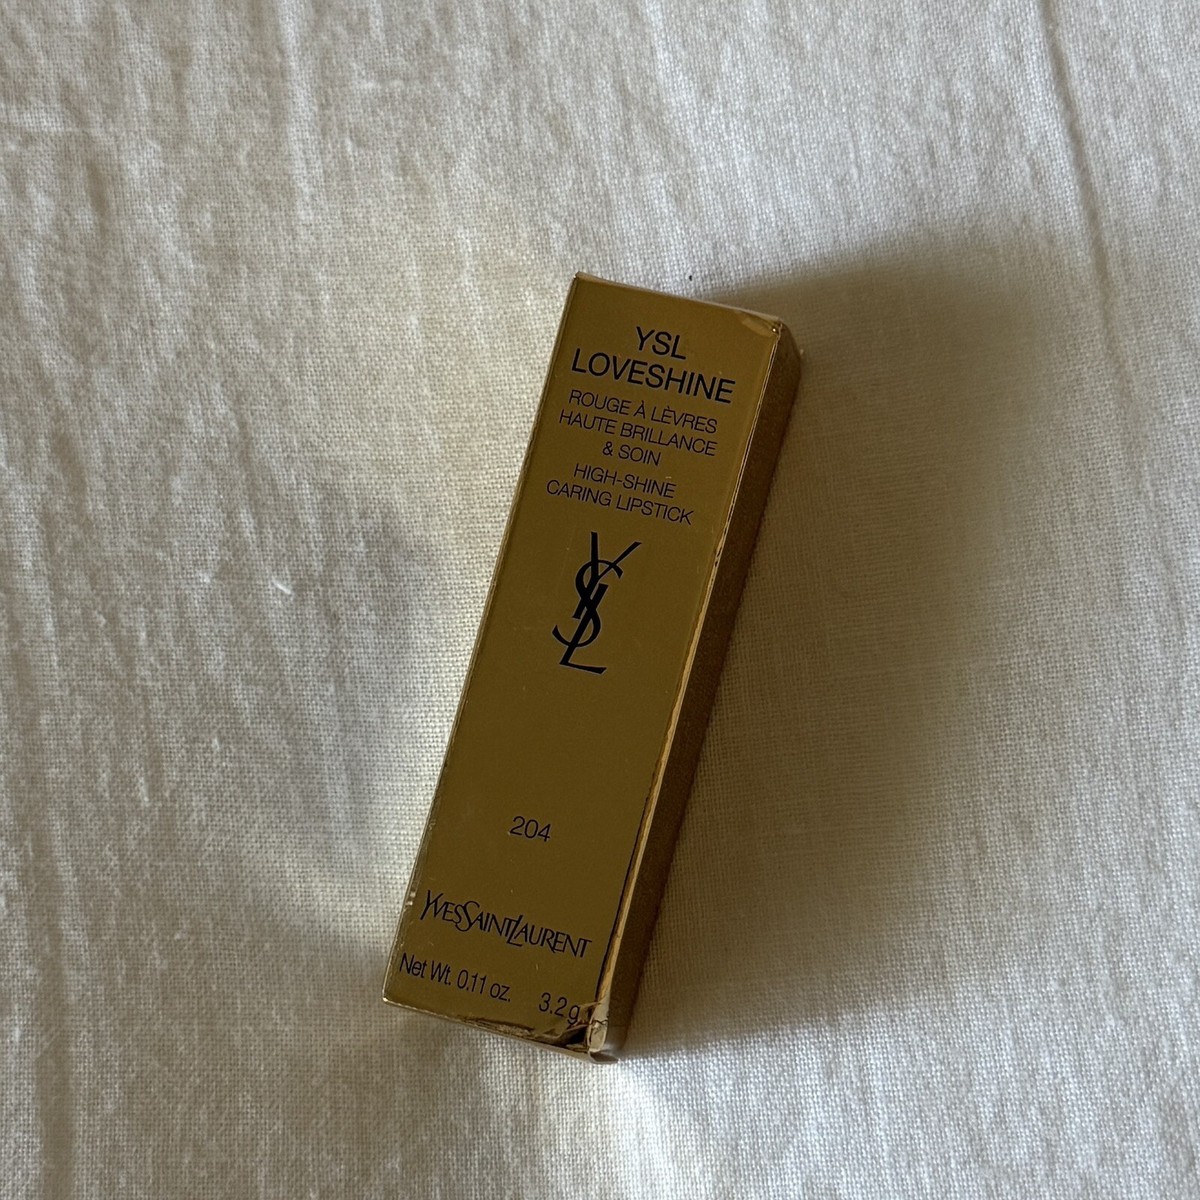 YSL
LOVESHINE
ROUGE À LÈVRES
HAUTE BRILLANCE
& SOIN
HIGH-SHINE
CARING LIPSTICK
YSL
204
YVESSAINTLAURENT
Net Wt. 0.11 oz. 3.2 g